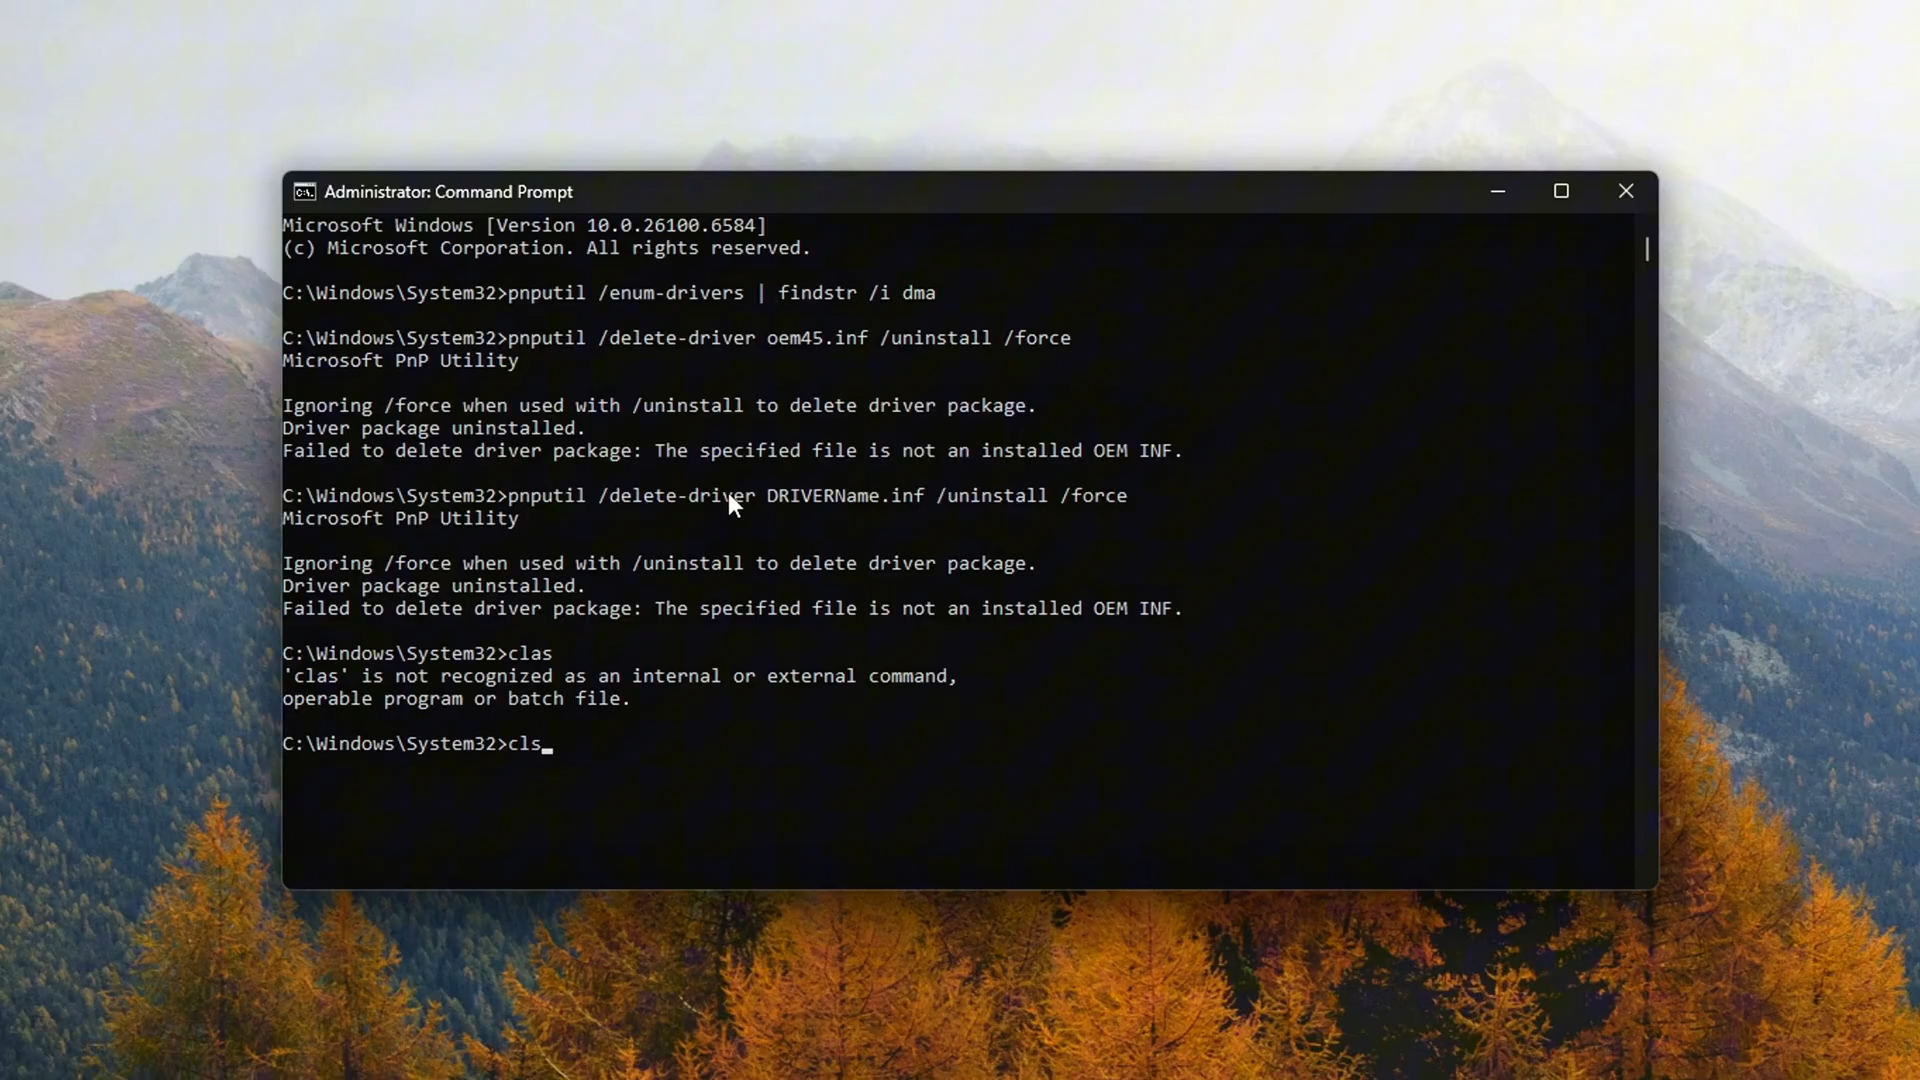 Administrator: Command Prompt
Microsoft Windows [Version 10.0.26100.6584]
(c) Microsoft Corporation. All rights reserved.
C:\Windows\System32>pnputil /enum-drivers | findstr /i dma
C:\Windows\System32>pnputil /delete-driver oem45.inf /uninstall /force
Microsoft PnP Utility
Ignoring /force when used with /uninstall to delete driver package.
Driver package uninstalled.
Failed to delete driver package: The specified file is not an installed OEM INF.
C:\Windows\System32>pnputil /delete-driver DRIVERName.inf /uninstall /force
Microsoft PnP Utility
Ignoring /force when used with /uninstall to delete driver package.
Driver package uninstalled.
Failed to delete driver package: The specified file is not an installed OEM INF.
C:\Windows\System32>clas
'clas' is not recognized as an internal or external command,
operable program or batch file.
C:\Windows\System32>cls